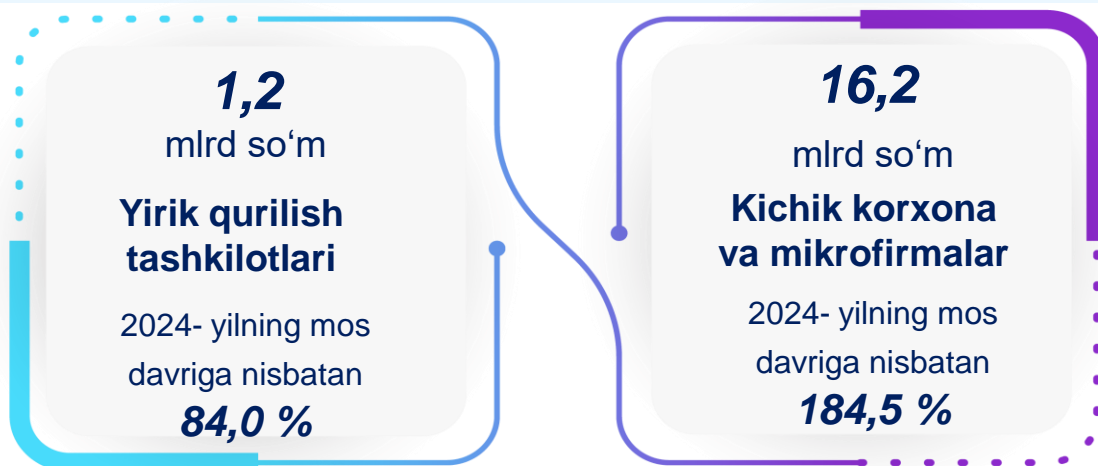 1,2
mlrd so‘m
Yirik qurilish
tashkilotlari
2024- yilning mos
davriga nisbatan
84,0 %
16,2
mlrd so‘m
Kichik korxona
va mikrofirmalar
2024- yilning mos
davriga nisbatan
184,5 %